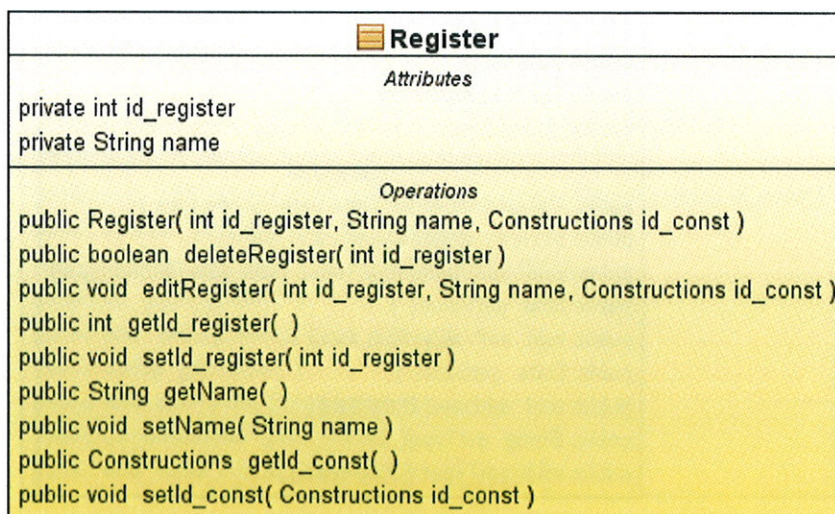 Register
Attributes
private int id_register
private String name
Operations
public Register( int id_register, String name, Constructions id_const )
public boolean deleteRegister( int id_register )
public void editRegister( int id_register, String name, Constructions id_const )
public int getId_register( )
public void setId_register( int id_register )
public String getName( )
public void setName( String name )
public Constructions getId_const( )
public void setId_const( Constructions id_const )